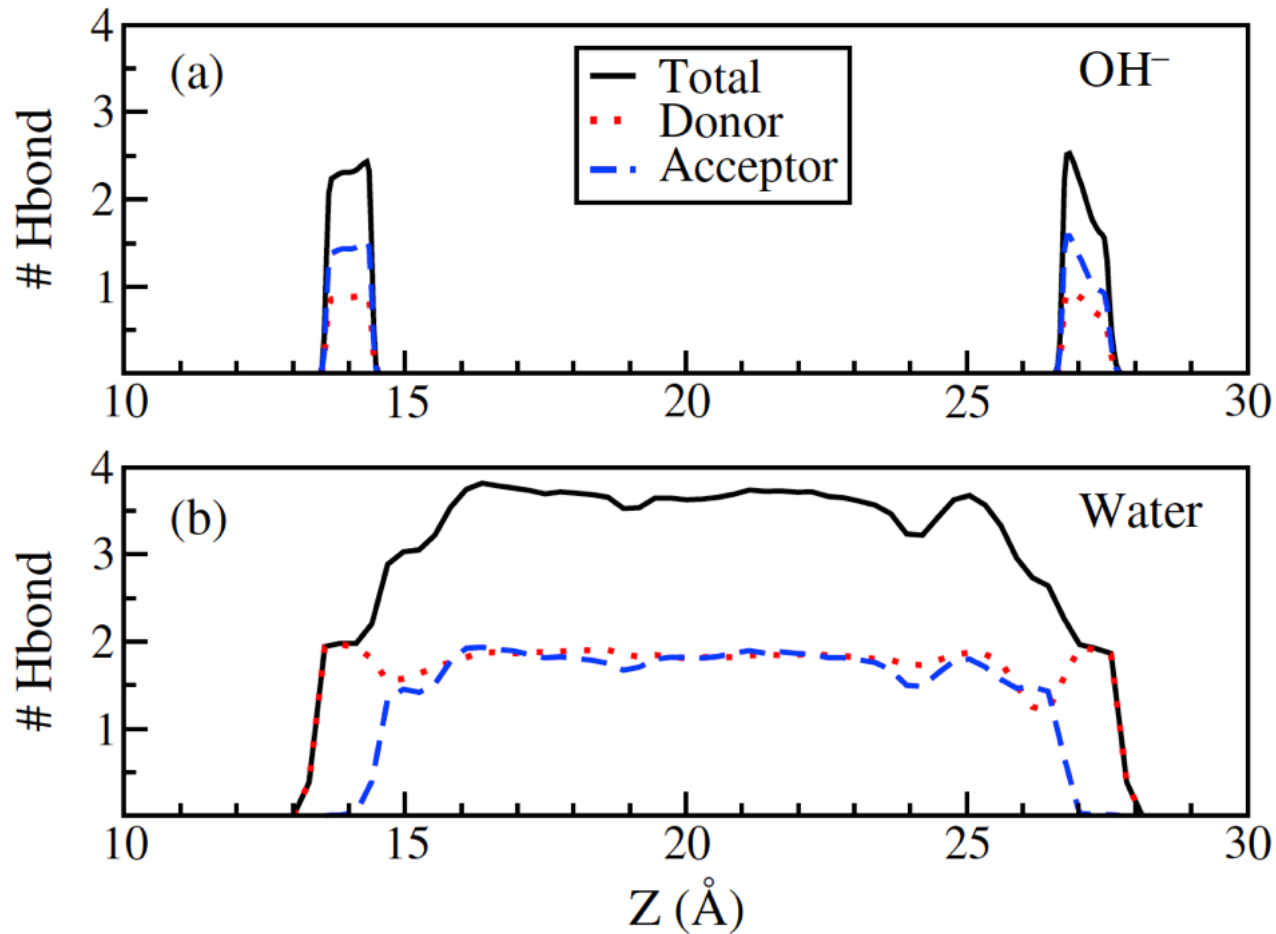 4
(a)
Total
OH⁻
3
Donor
# Hbond
2
Acceptor
1
10 15 20 25 30
4
(b)
Water
3
# Hbond
2
1
10 15 20 25 30
Z (Å)